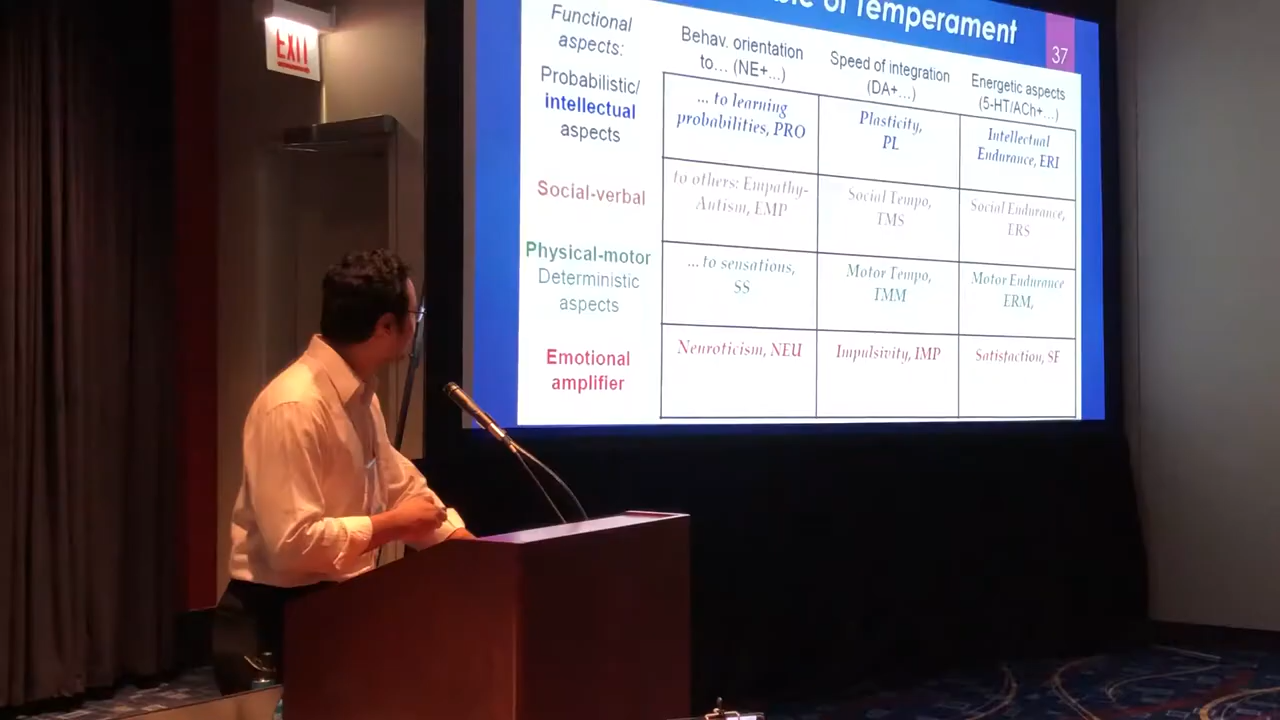 EXIT
of Temperament
37
Functional
aspects:
Behav. orientation
to… (NE+…)
Speed of integration
(DA+…)
Energetic aspects
(5-HT/ACh+…)
Probabilistic/
intellectual
aspects
… to learning
probabilities, PRO
Plasticity,
PL
Intellectual
Endurance, ERI
Social-verbal
to others: Empathy-
Autism, EMP
Social Tempo,
TMS
Social Endurance,
ERS
Physical-motor
Deterministic
aspects
… to sensations,
SS
Motor Tempo,
TMM
Motor Endurance
ERM,
Emotional
amplifier
Neuroticism, NEU
Impulsivity, IMP
Satisfaction, SF